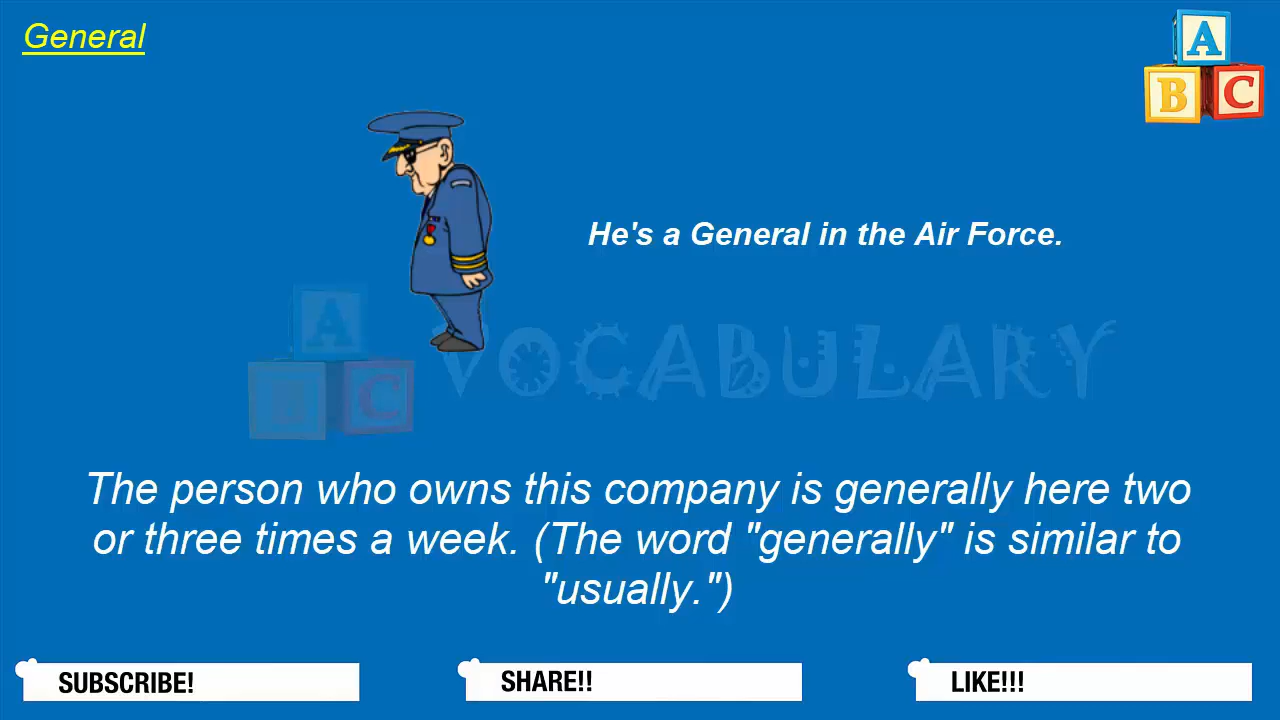 General
A
B C
He's a General in the Air Force.
A
B C VOCABULARY
The person who owns this company is generally here two
or three times a week. (The word "generally" is similar to
"usually.")
SUBSCRIBE! SHARE!! LIKE!!!